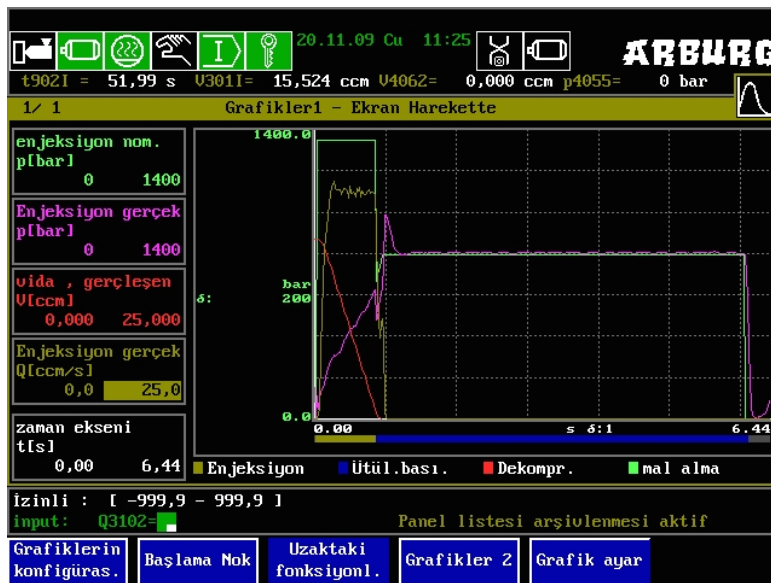 20.11.09 Cu 11:25
ARBURG
t902I = 51,99 s V301I= 15,524 ccm V4062= 0,000 ccm p4055= 0 bar
1/ 1 Grafikler1 - Ekran Harekette
enjeksiyon nom.
p[bar]
0 1400
Enjeksiyon gerçek
p[bar]
0 1400
vida , gerçleşen
V[ccm]
0,000 25,000
Enjeksiyon gerçek
Q[ccm/s]
0,0 25,0
zaman ekseni
t[s]
0,00 6,44
1400.0
bar
δ: 200
0.0
0.00 s δ:1 6.44
Enjeksiyon Ütül.bası. Dekompr. mal alma
İzinli : [ -999,9 - 999,9 ]
input: Q3102=
Panel listesi arşivlenmesi aktif
Grafiklerin
konfigüras.
Başlama Nok
Uzaktaki
fonksiyonl.
Grafikler 2
Grafik ayar